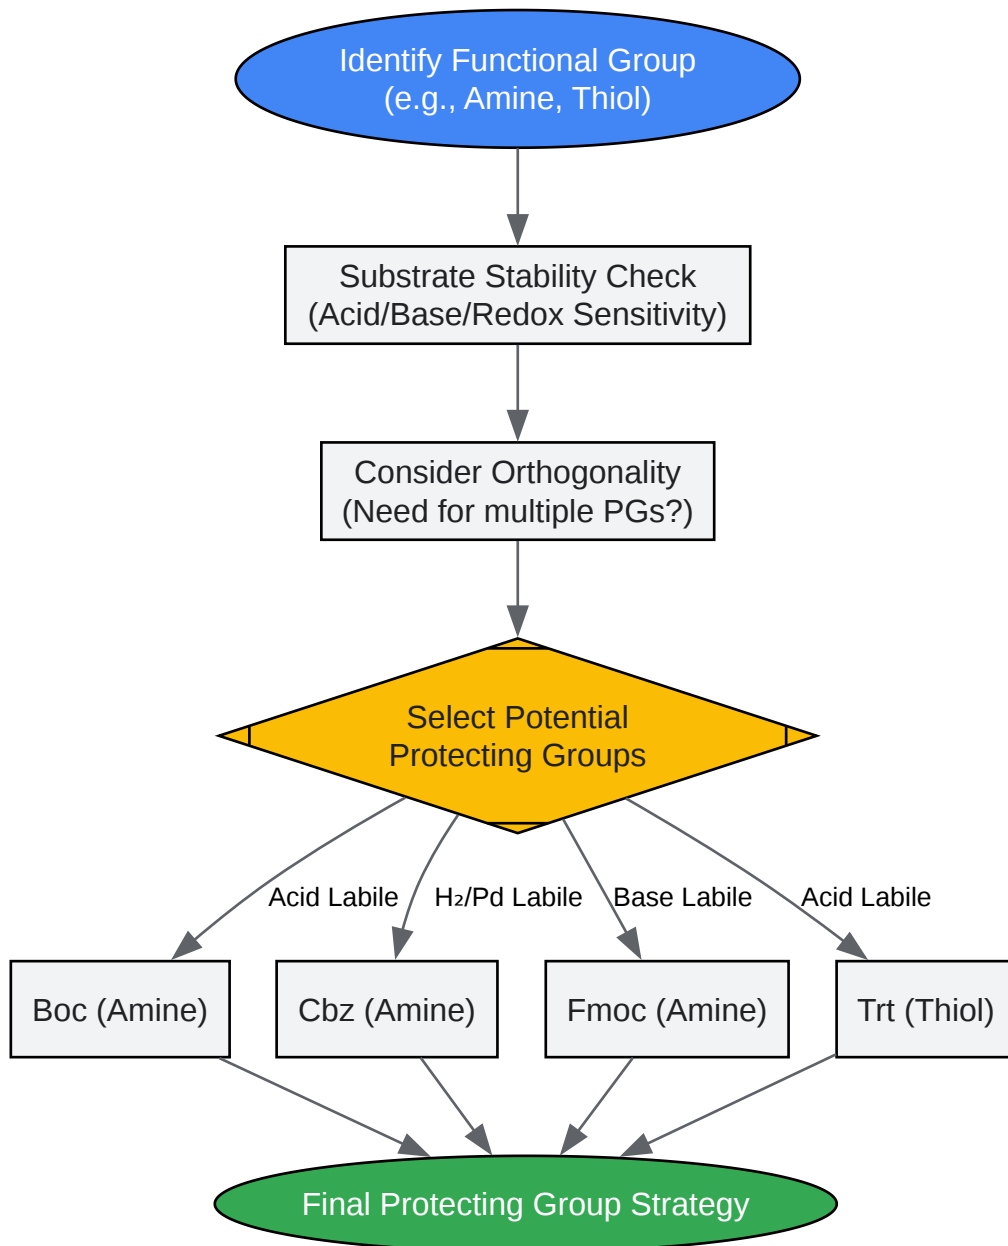 Identify Functional Group
(e.g., Amine, Thiol)
Substrate Stability Check
(Acid/Base/Redox Sensitivity)
Consider Orthogonality
(Need for multiple PGs?)
Select Potential
Protecting Groups
Acid Labile
H₂/Pd Labile
Base Labile
Acid Labile
Boc (Amine)
Cbz (Amine)
Fmoc (Amine)
Trt (Thiol)
Final Protecting Group Strategy